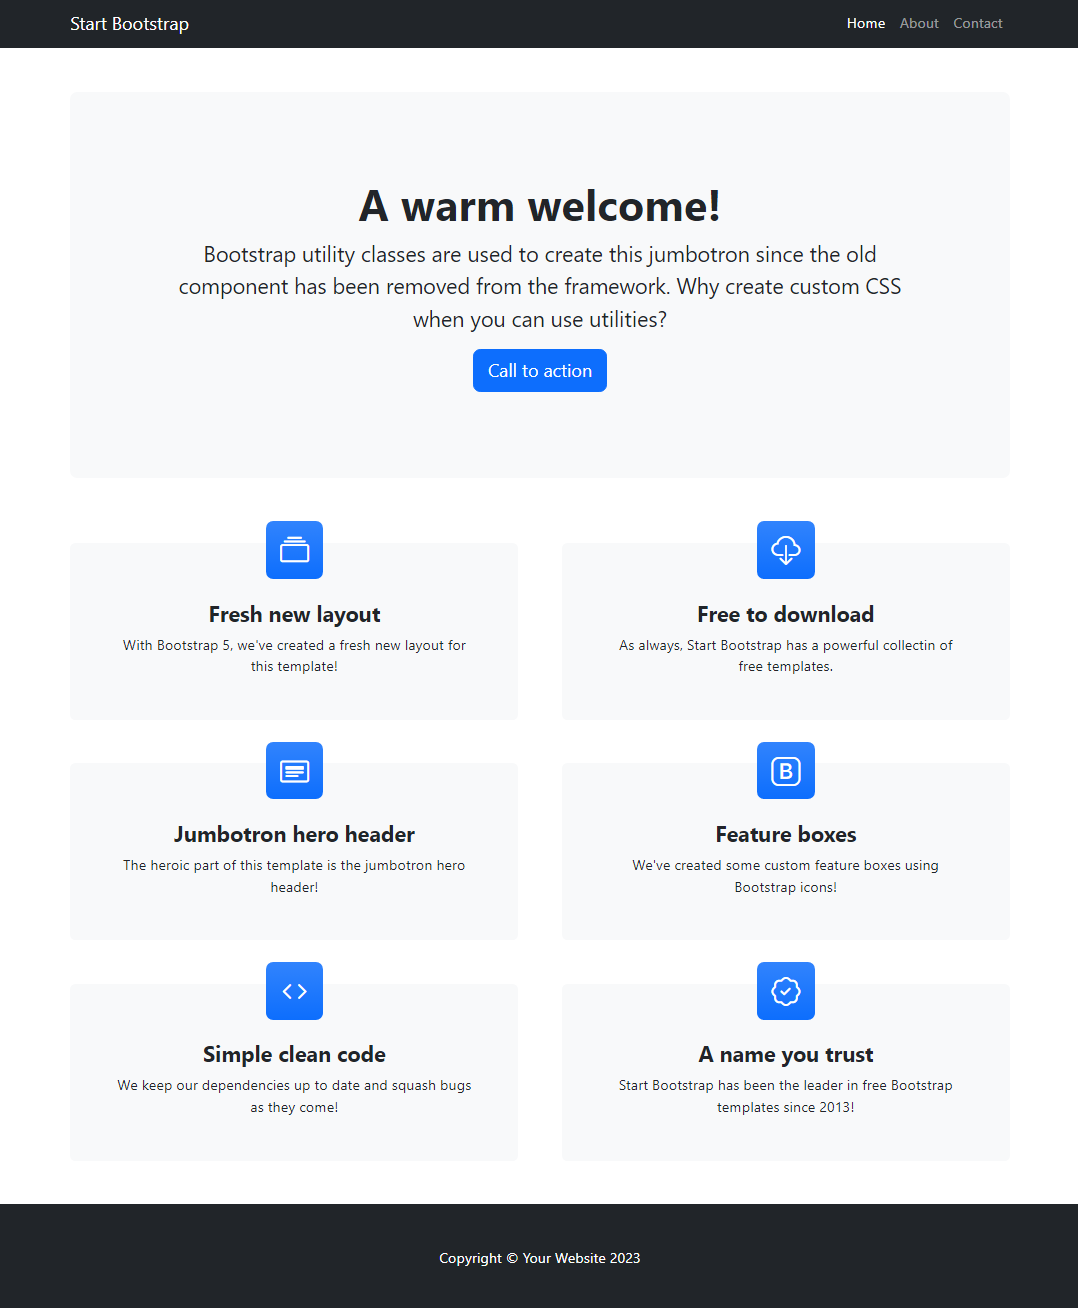 Start Bootstrap
Home About Contact
A warm welcome!
Bootstrap utility classes are used to create this jumbotron since the old
component has been removed from the framework. Why create custom CSS
when you can use utilities?
Call to action
Fresh new layout
With Bootstrap 5, we've created a fresh new layout for
this template!
Free to download
As always, Start Bootstrap has a powerful collectin of
free templates.
Jumbotron hero header
The heroic part of this template is the jumbotron hero
header!
B
Feature boxes
We've created some custom feature boxes using
Bootstrap icons!
Simple clean code
We keep our dependencies up to date and squash bugs
as they come!
A name you trust
Start Bootstrap has been the leader in free Bootstrap
templates since 2013!
Copyright © Your Website 2023